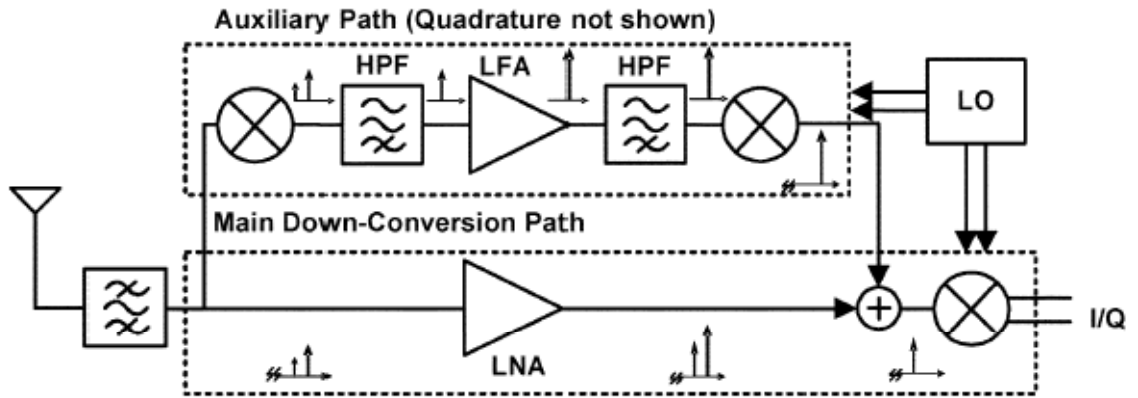 Auxiliary Path (Quadrature not shown)
HPF
LFA
HPF
LO
Main Down-Conversion Path
LNA
I/Q